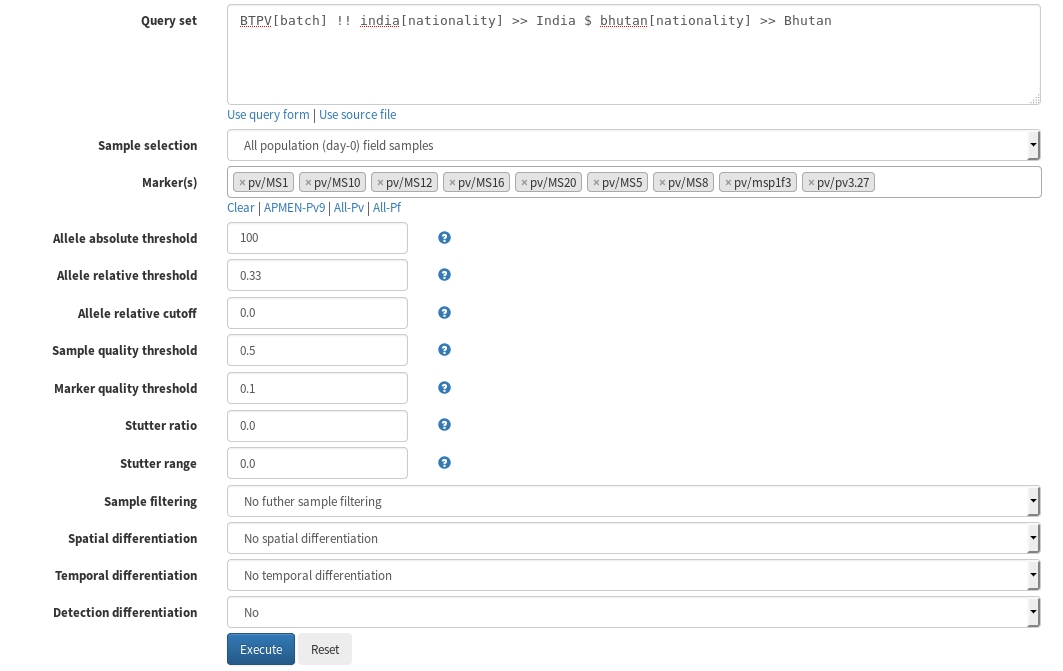 Query set BTPV[batch] !! india[nationality] >> India $ bhutan[nationality] >> Bhutan
Use query form | Use source file
Sample selection All population (day-0) field samples
Marker(s) × pv/MS1 × pv/MS10 × pv/MS12 × pv/MS16 × pv/MS20 × pv/MS5 × pv/MS8 × pv/msp1f3 × pv/pv3.27
Clear | APMEN-Pv9 | All-Pv | All-Pf
Allele absolute threshold 100 ?
Allele relative threshold 0.33 ?
Allele relative cutoff 0.0 ?
Sample quality threshold 0.5 ?
Marker quality threshold 0.1 ?
Stutter ratio 0.0 ?
Stutter range 0.0 ?
Sample filtering No futher sample filtering
Spatial differentiation No spatial differentiation
Temporal differentiation No temporal differentiation
Detection differentiation No
Execute Reset